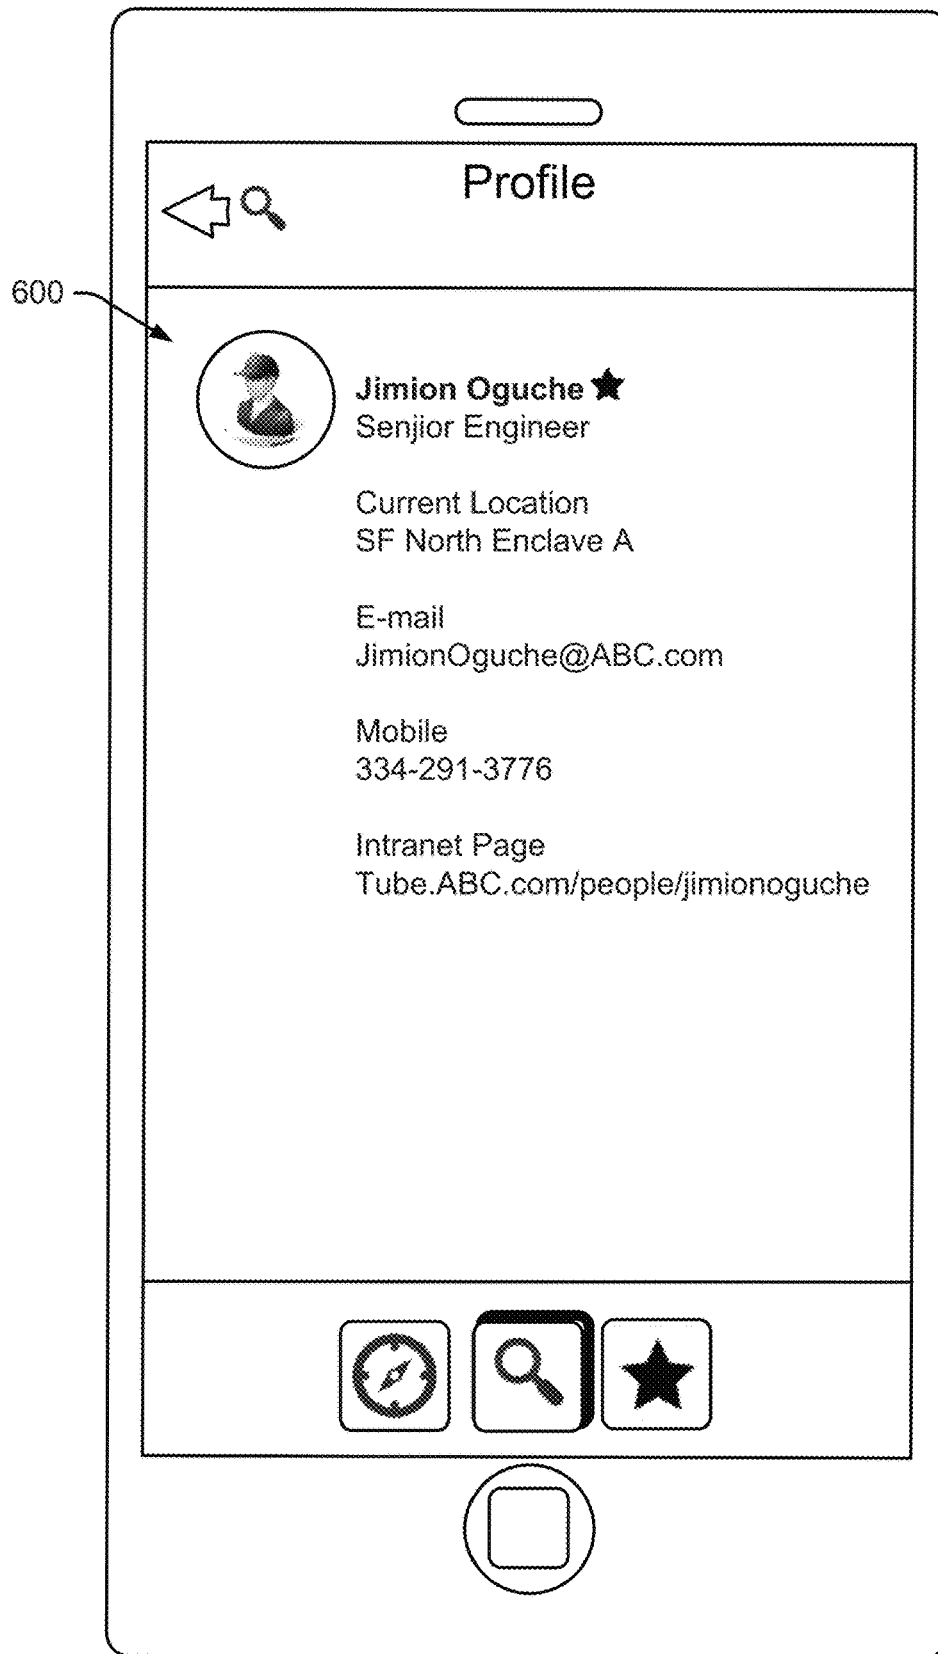 Profile
600
Jimion Oguche
Senjior Engineer
Current Location
SF North Enclave A
E-mail
JimionOguche@ABC.com
Mobile
334-291-3776
Intranet Page
Tube.ABC.com/people/jimionoguche